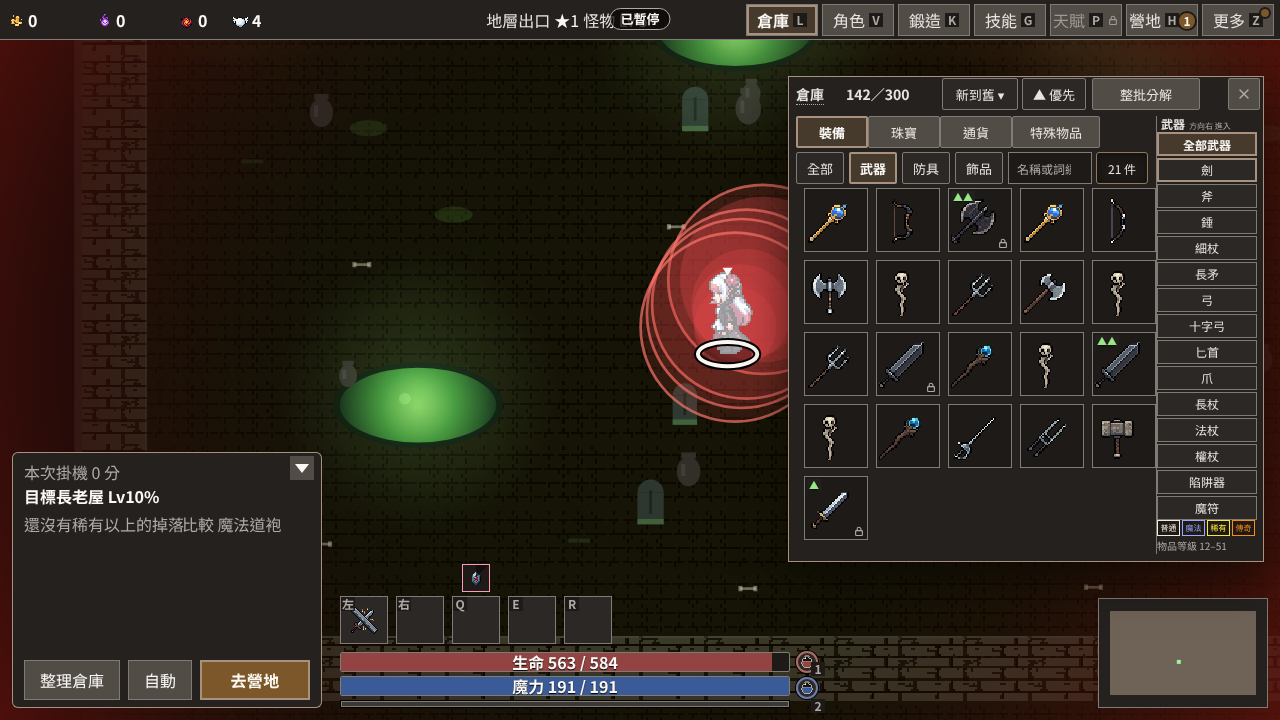 0
0
0
4
地層出口 ★1 怪物
已暫停
倉庫 L
角色 V
鍛造 K
技能 G
天賦 P
營地 H 1
更多 Z
倉庫 142／300
新到舊 ▾
▲優先
整批分解
×
裝備
珠寶
通貨
特殊物品
全部
武器
防具
飾品
名稱或詞綴
21 件
武器 方向右 進入
全部武器
劍
斧
錘
細杖
長矛
弓
十字弓
匕首
爪
長杖
法杖
權杖
陷阱器
魔符
普通
魔法
稀有
傳奇
物品等級 12–51
本次掛機 0 分
目標長老屋 Lv10%
還沒有稀有以上的掉落比較 魔法道袍
整理倉庫
自動
去營地
左
右
Q
E
R
生命 563 / 584
魔力 191 / 191
1
2